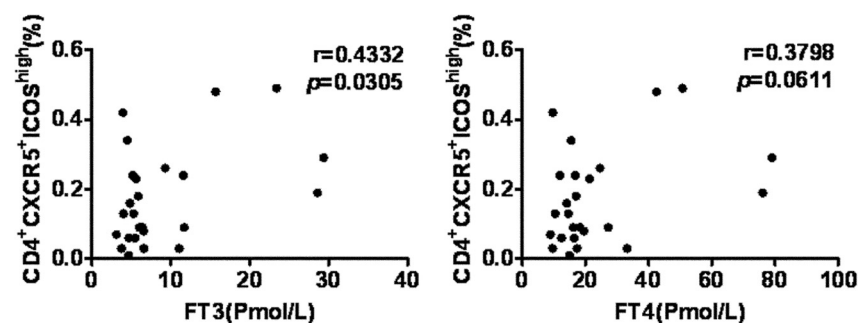 CD4⁺CXCR5⁺ICOSʰⁱᵍʰ(%)
0.6
0.4
0.2
0.0
r=0.4332
p=0.0305
0 10 20 30 40
FT3(Pmol/L)
CD4⁺CXCR5⁺ICOSʰⁱᵍʰ(%)
0.6
0.4
0.2
0.0
r=0.3798
p=0.0611
0 20 40 60 80 100
FT4(Pmol/L)